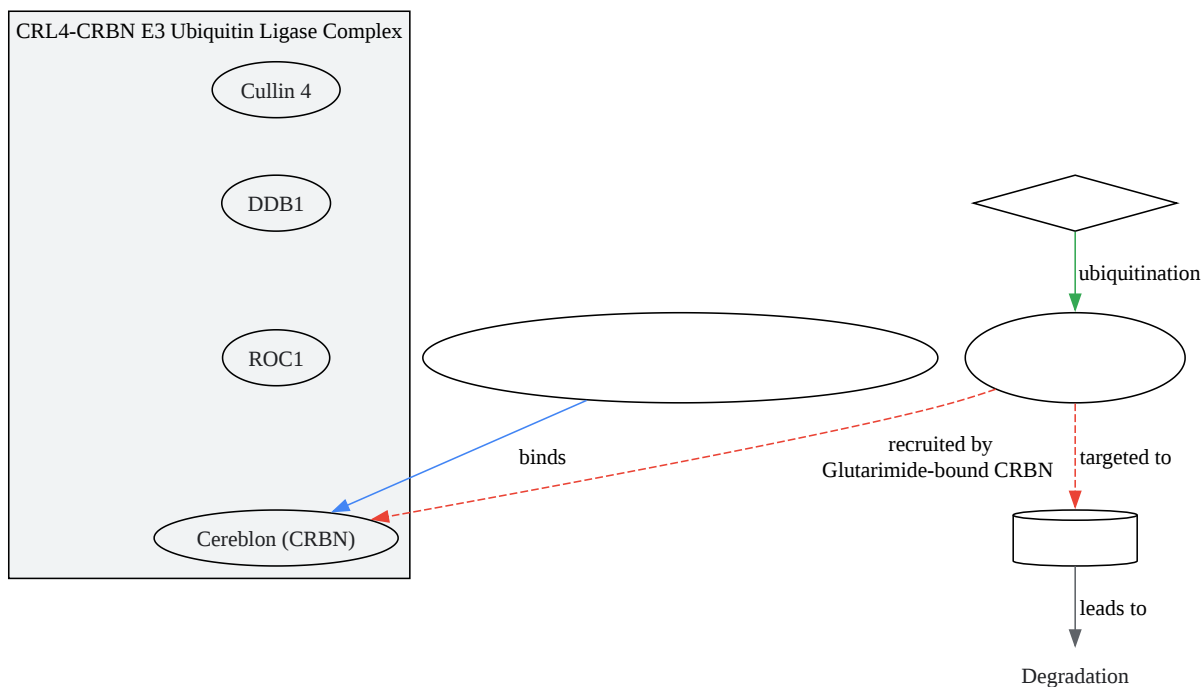 CRL4-CRBN E3 Ubiquitin Ligase Complex
Cullin 4
DDB1
ubiquitination
ROC1
recruited by
Glutarimide-bound CRBN
binds
targeted to
Cereblon (CRBN)
leads to
Degradation